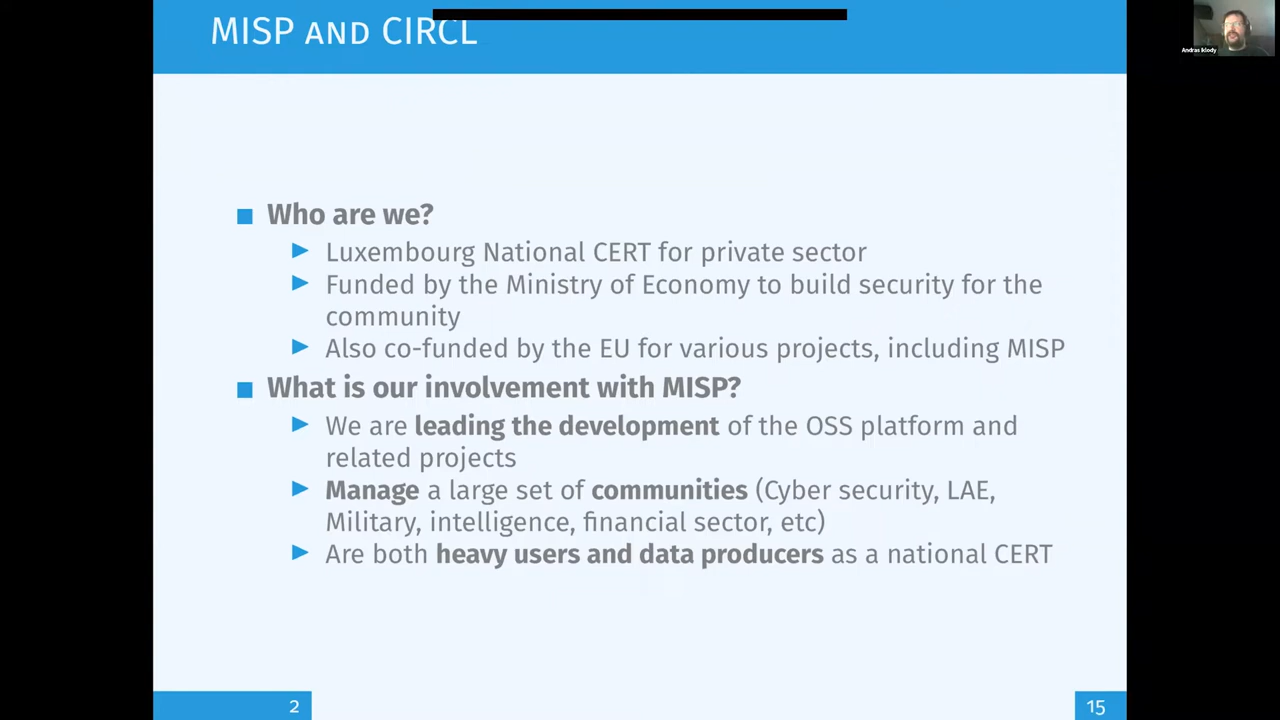 MISP AND CIRCL
Andras Iklody
Who are we?
Luxembourg National CERT for private sector
Funded by the Ministry of Economy to build security for the
community
Also co-funded by the EU for various projects, including MISP
What is our involvement with MISP?
We are leading the development of the OSS platform and
related projects
Manage a large set of communities (Cyber security, LAE,
Military, intelligence, financial sector, etc)
Are both heavy users and data producers as a national CERT
2
15